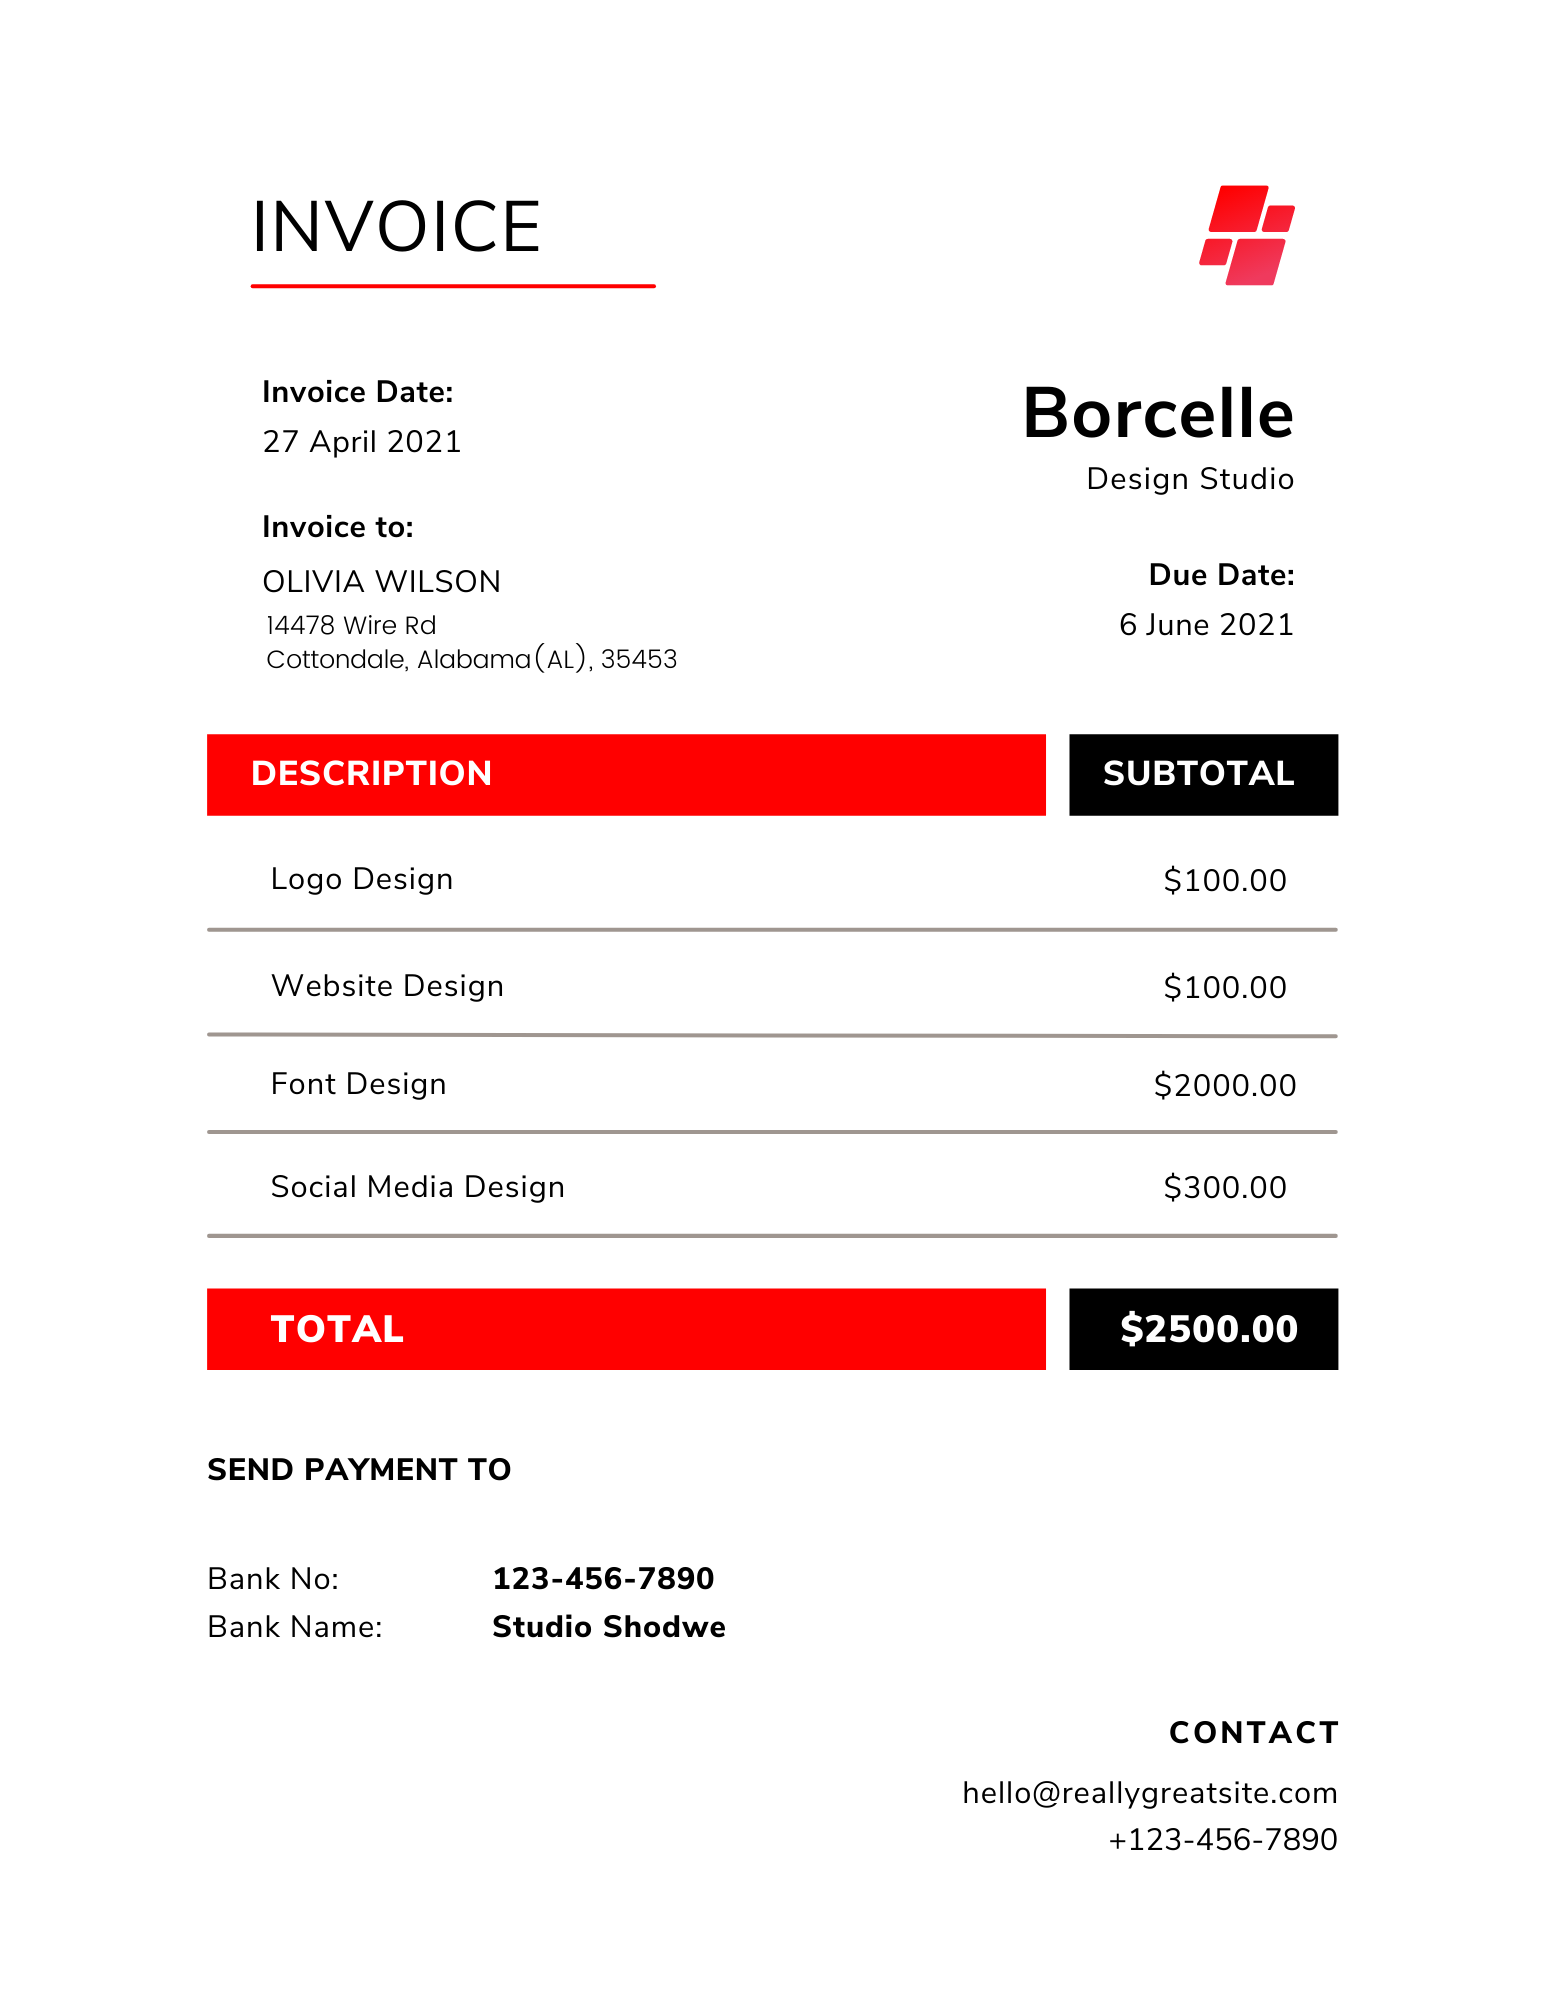 INVOICE
Invoice Date:
27 April 2021
Invoice to:
OLIVIA WILSON
14478 Wire Rd
Cottondale, Alabama(AL), 35453
Borcelle
Design Studio
Due Date:
6 June 2021
DESCRIPTION SUBTOTAL
Logo Design $100.00
Website Design $100.00
Font Design $2000.00
Social Media Design $300.00
TOTAL $2500.00
SEND PAYMENT TO
Bank No: 123-456-7890
Bank Name: Studio Shodwe
CONTACT
hello@reallygreatsite.com
+123-456-7890